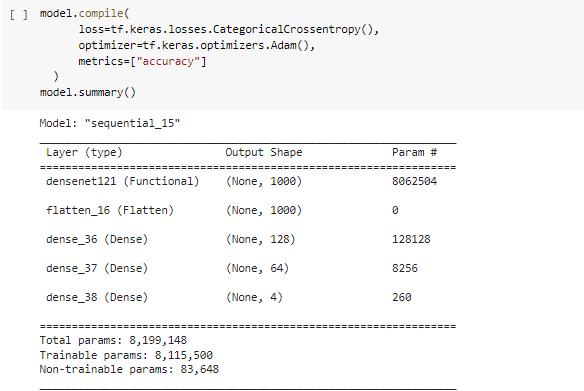 [ ] model.compile(
loss=tf.keras.losses.CategoricalCrossentropy(),
optimizer=tf.keras.optimizers.Adam(),
metrics=["accuracy"]
)
model.summary()
Model: "sequential_15"
_________________________________________________________________
Layer (type) Output Shape Param #
=================================================================
densenet121 (Functional) (None, 1000) 8062504
flatten_16 (Flatten) (None, 1000) 0
dense_36 (Dense) (None, 128) 128128
dense_37 (Dense) (None, 64) 8256
dense_38 (Dense) (None, 4) 260
=================================================================
Total params: 8,199,148
Trainable params: 8,115,500
Non-trainable params: 83,648
_________________________________________________________________